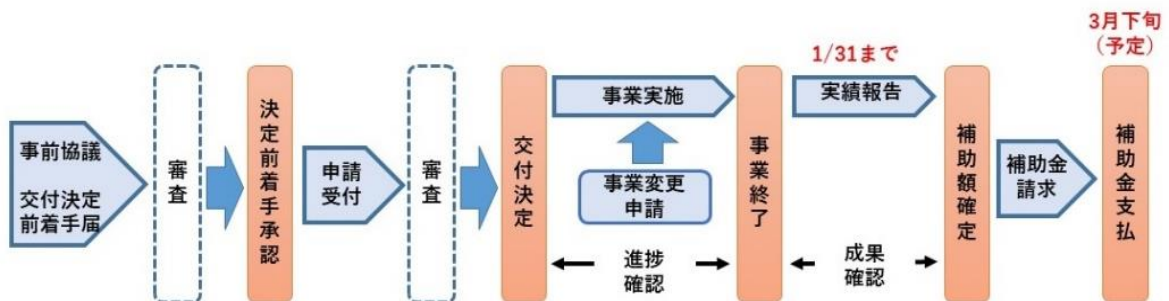 事前協議
交付決定
前着手届
審査
決定前着手承認
申請
受付
審査
交付決定
事業実施
事業変更
申請
進捗
確認
事業終了
1/31まで
実績報告
成果
確認
補助額確定
補助金
請求
3月下旬
（予定）
補助金支払